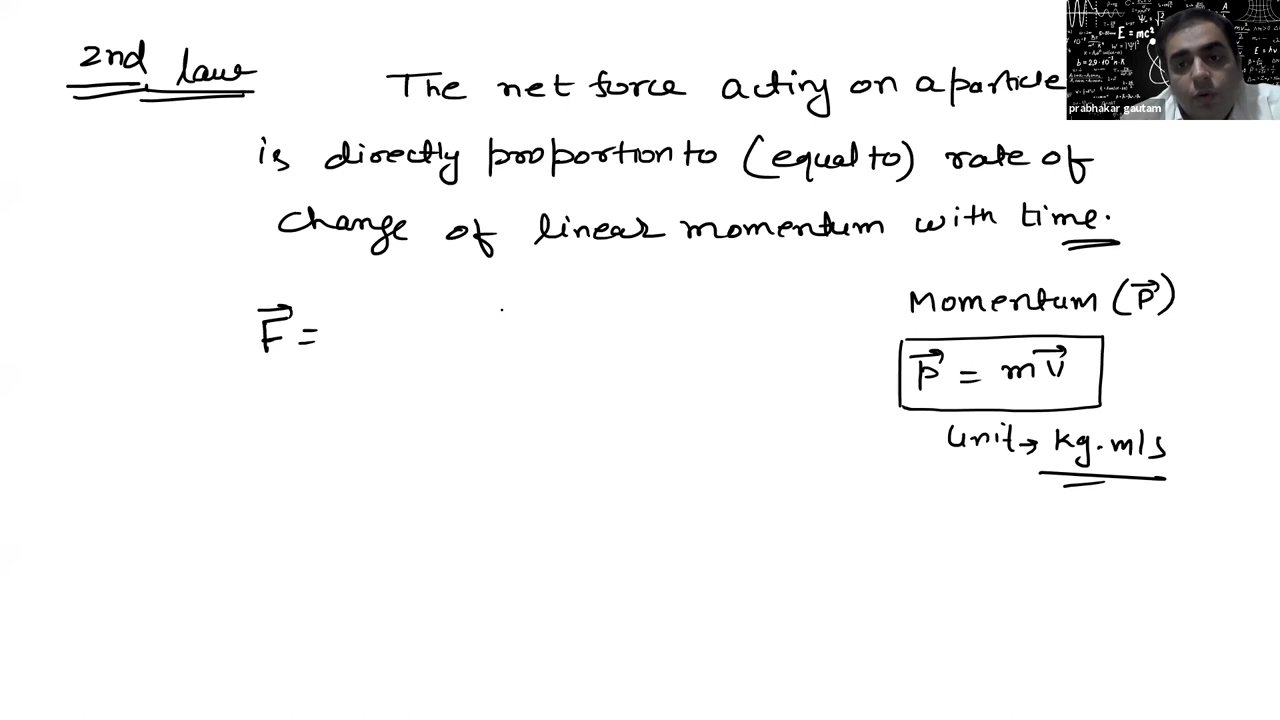 2nd law
The net force acting on a particle
is directly proportion to (equal to) rate of
change of linear momentum with time.
F⃗ =
Momentum (P⃗)
P⃗ = mv⃗
Unit → kg.m/s
E = mc²
prabhakar gautam